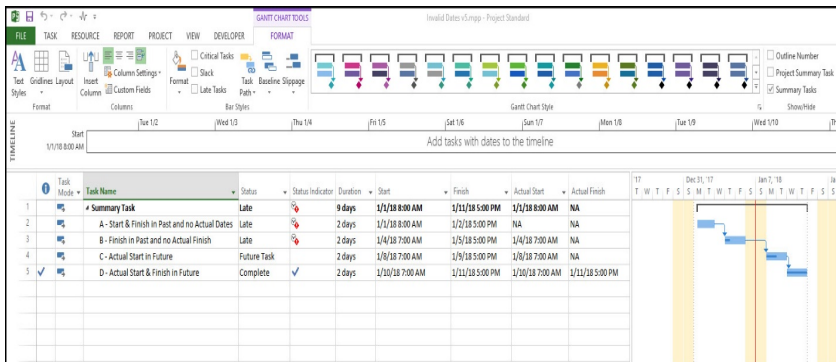 GANTT CHART TOOLS
Invalid Dates v3.mpp - Project Standard
FILE TASK RESOURCE REPORT PROJECT VIEW DEVELOPER FORMAT
Text Styles
Gridlines
Layout
Format
Insert Column
Column Settings
Custom Fields
Columns
Format
Critical Tasks
Slack
Late Tasks
Task Path
Baseline
Slippage
Bar Styles
Gantt Chart Style
Outline Number
Project Summary Task
Summary Tasks
Show/Hide
TIMELINE
Start
1/1/18 8:00 AM
Tue 1/2 Wed 1/3 Thu 1/4 Fri 1/5 Sat 1/6 Sun 1/7 Mon 1/8 Tue 1/9 Wed 1/10
Add tasks with dates to the timeline
Task Mode Task Name Status Status Indicator Duration Start Finish Actual Start Actual Finish
'17 Dec 31, '17 Jan 7, '18
T W T F S S M T W T F S S M T W T F S S
1 Summary Task Late 9 days 1/1/18 8:00 AM 1/11/18 5:00 PM 1/1/18 8:00 AM NA
2 A - Start & Finish in Past and no Actual Dates Late 2 days 1/1/18 8:00 AM 1/2/18 5:00 PM NA NA
3 B - Finish in Past and no Actual Finish Late 2 days 1/4/18 7:00 AM 1/5/18 5:00 PM 1/4/18 7:00 AM NA
4 C - Actual Start in Future Future Task 2 days 1/8/18 7:00 AM 1/9/18 5:00 PM 1/8/18 7:00 AM NA
5 D - Actual Start & Finish in Future Complete 2 days 1/10/18 7:00 AM 1/11/18 5:00 PM 1/10/18 7:00 AM 1/11/18 5:00 PM